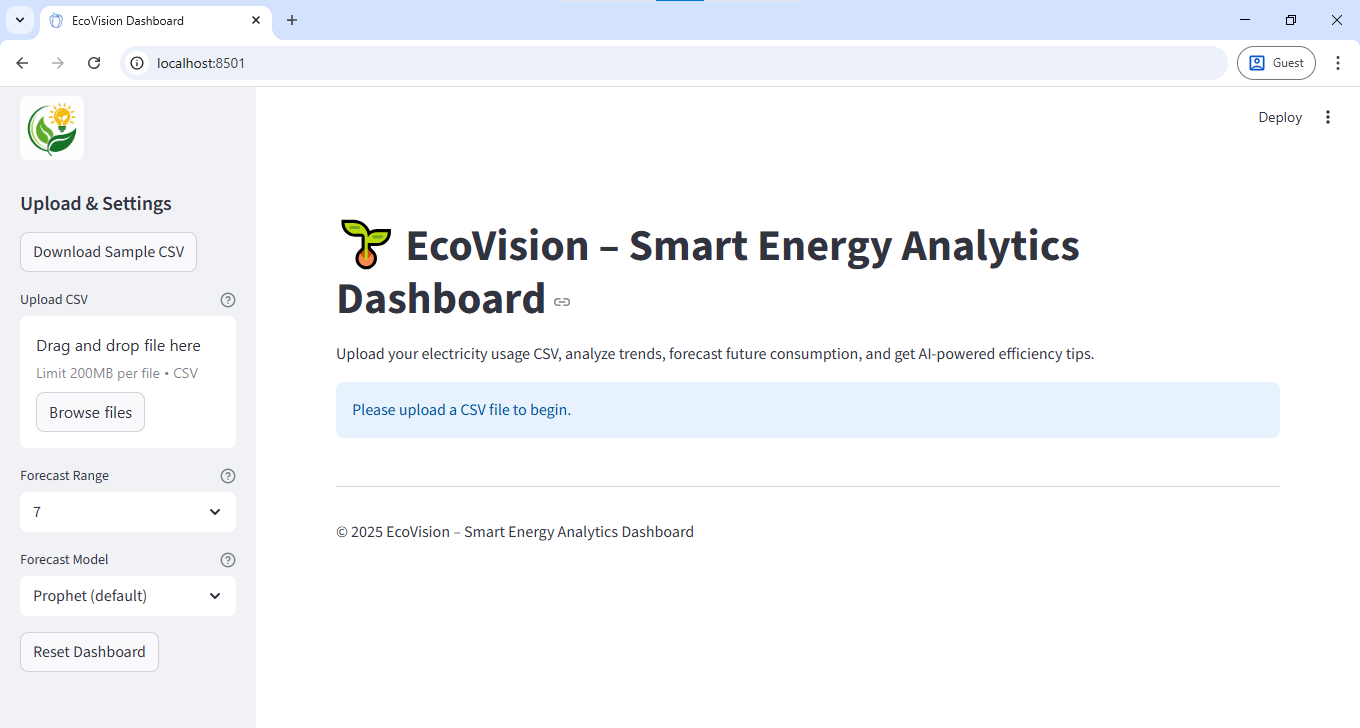 EcoVision Dashboard
localhost:8501
Guest
Deploy
Upload & Settings
Download Sample CSV
Upload CSV
Drag and drop file here
Limit 200MB per file • CSV
Browse files
Forecast Range
7
Forecast Model
Prophet (default)
Reset Dashboard
EcoVision – Smart Energy Analytics
Dashboard
Upload your electricity usage CSV, analyze trends, forecast future consumption, and get AI-powered efficiency tips.
Please upload a CSV file to begin.
© 2025 EcoVision – Smart Energy Analytics Dashboard